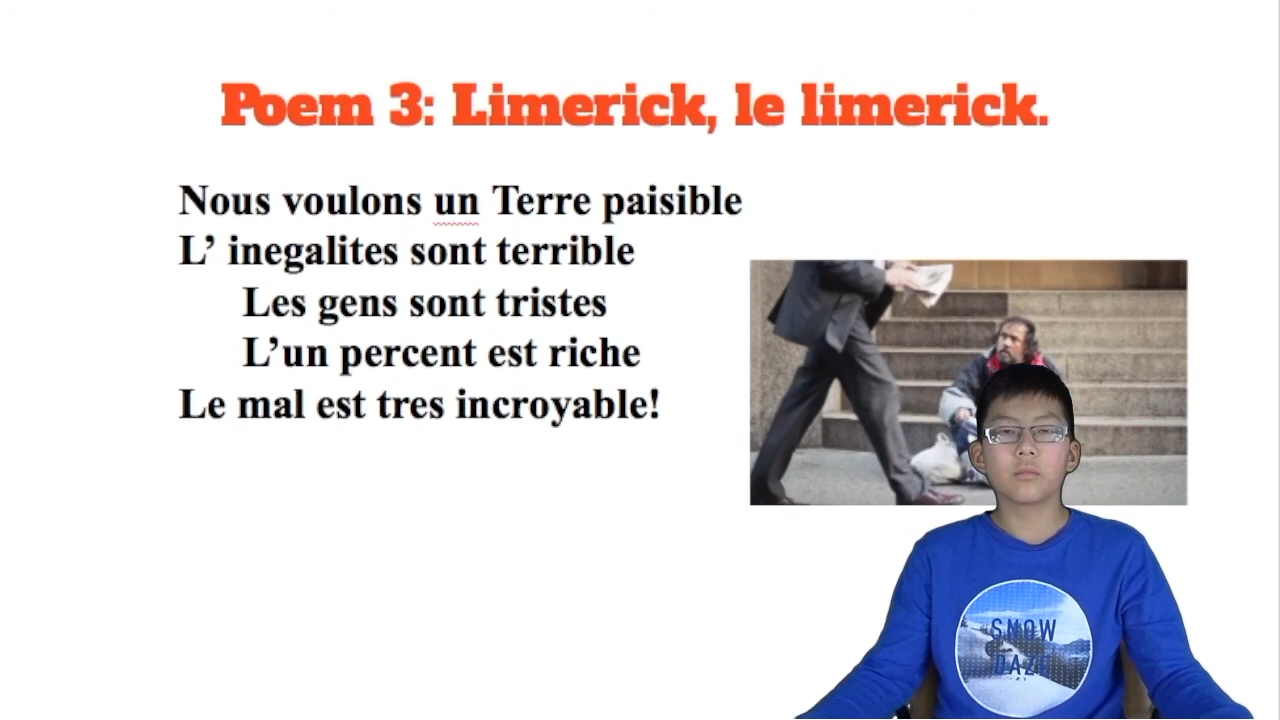 Poem 3: Limerick, le limerick.
Nous voulons un Terre paisible
L' inegalites sont terrible
Les gens sont tristes
L'un percent est riche
Le mal est tres incroyable!
SNOW
DAZE